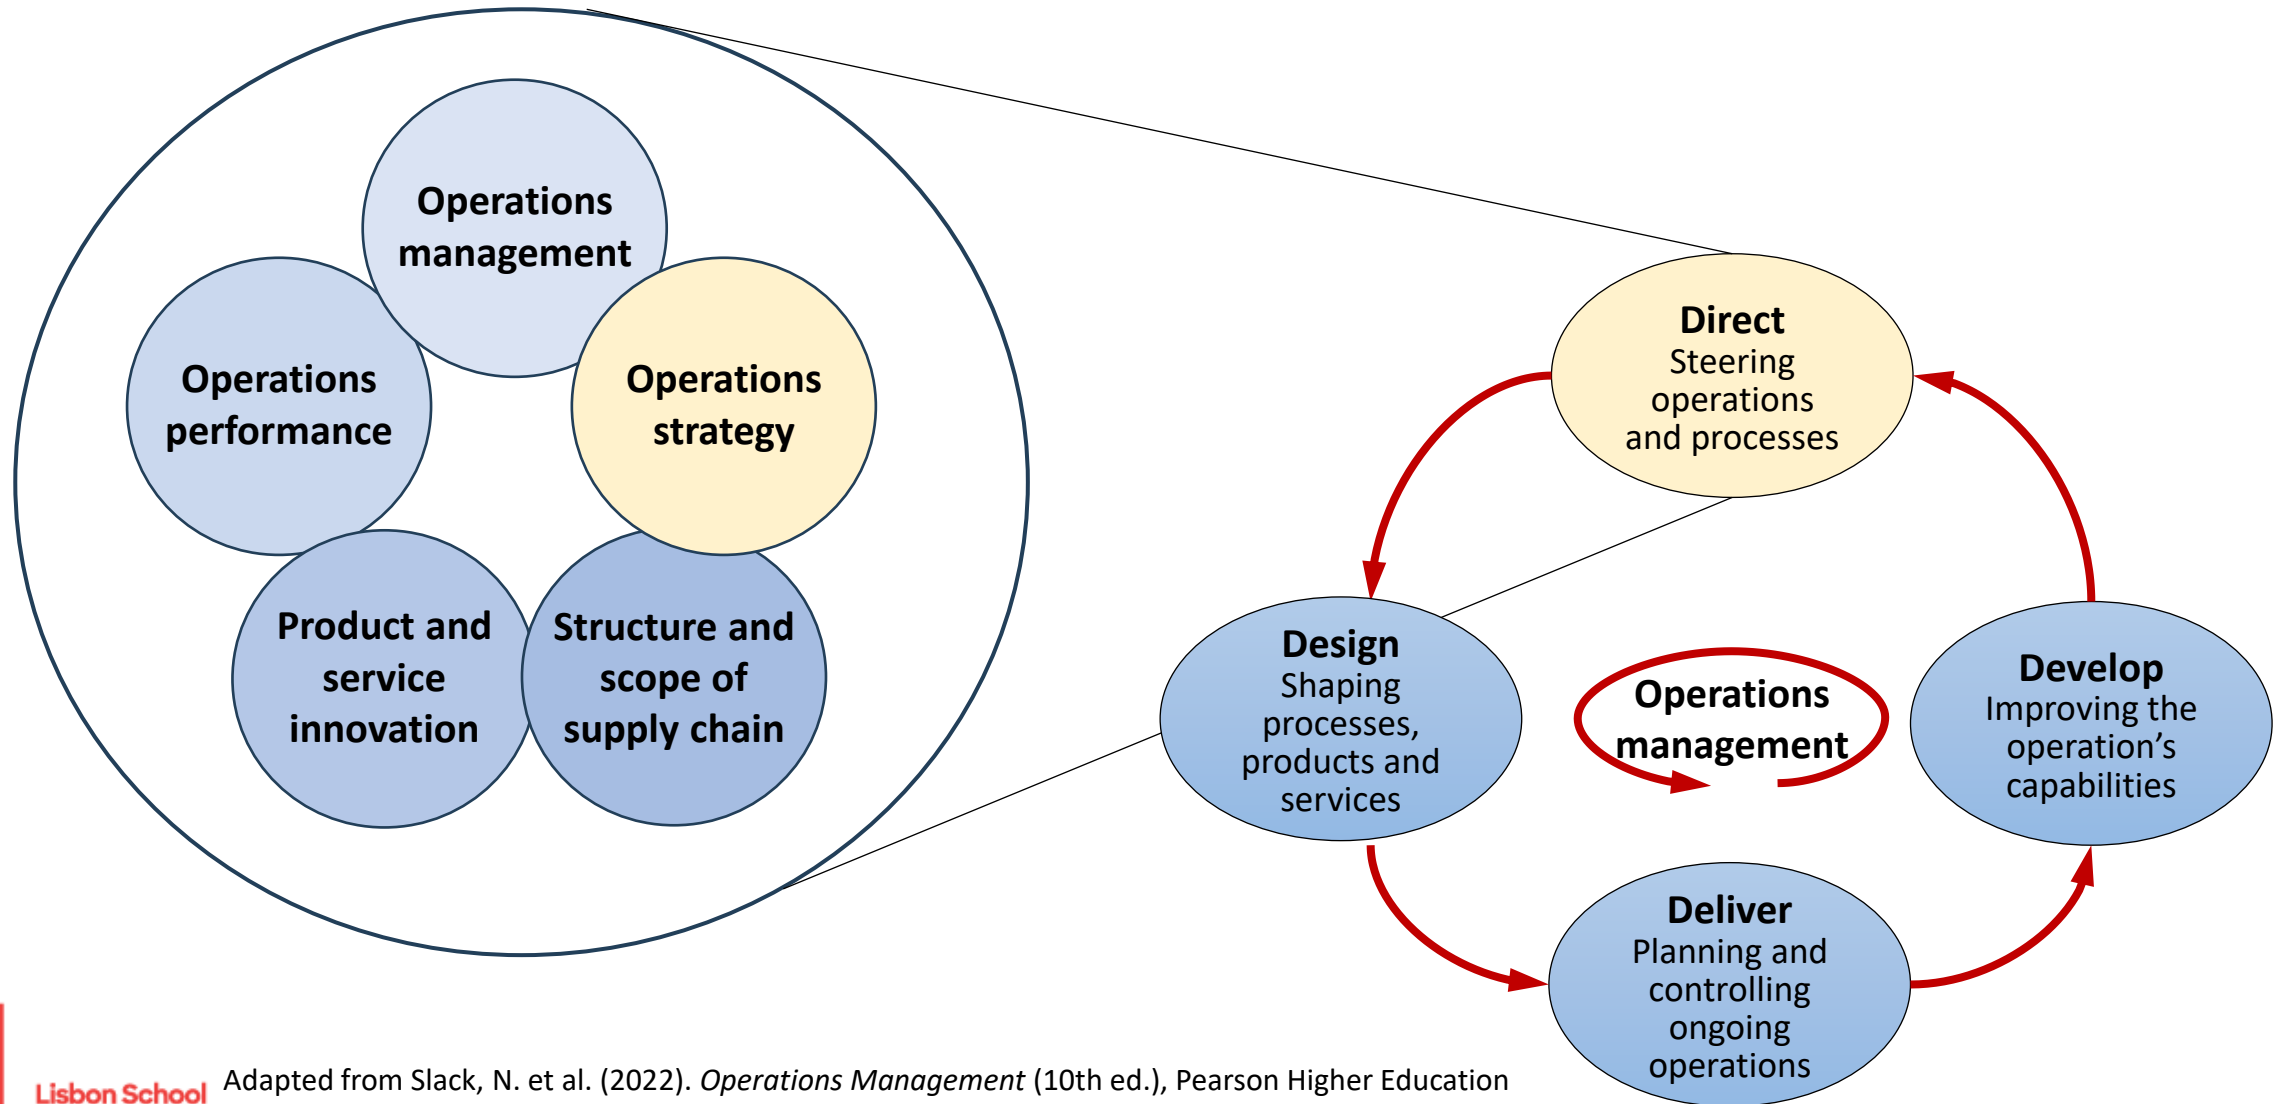 Operations
management
Operations
performance
Operations
strategy
Product and
service
innovation
Structure and
scope of
supply chain
Direct
Steering
operations
and processes
Design
Shaping
processes,
products and
services
Operations
management
Develop
Improving the
operation’s
capabilities
Deliver
Planning and
controlling
ongoing
operations
Lisbon School
Adapted from Slack, N. et al. (2022). Operations Management (10th ed.), Pearson Higher Education